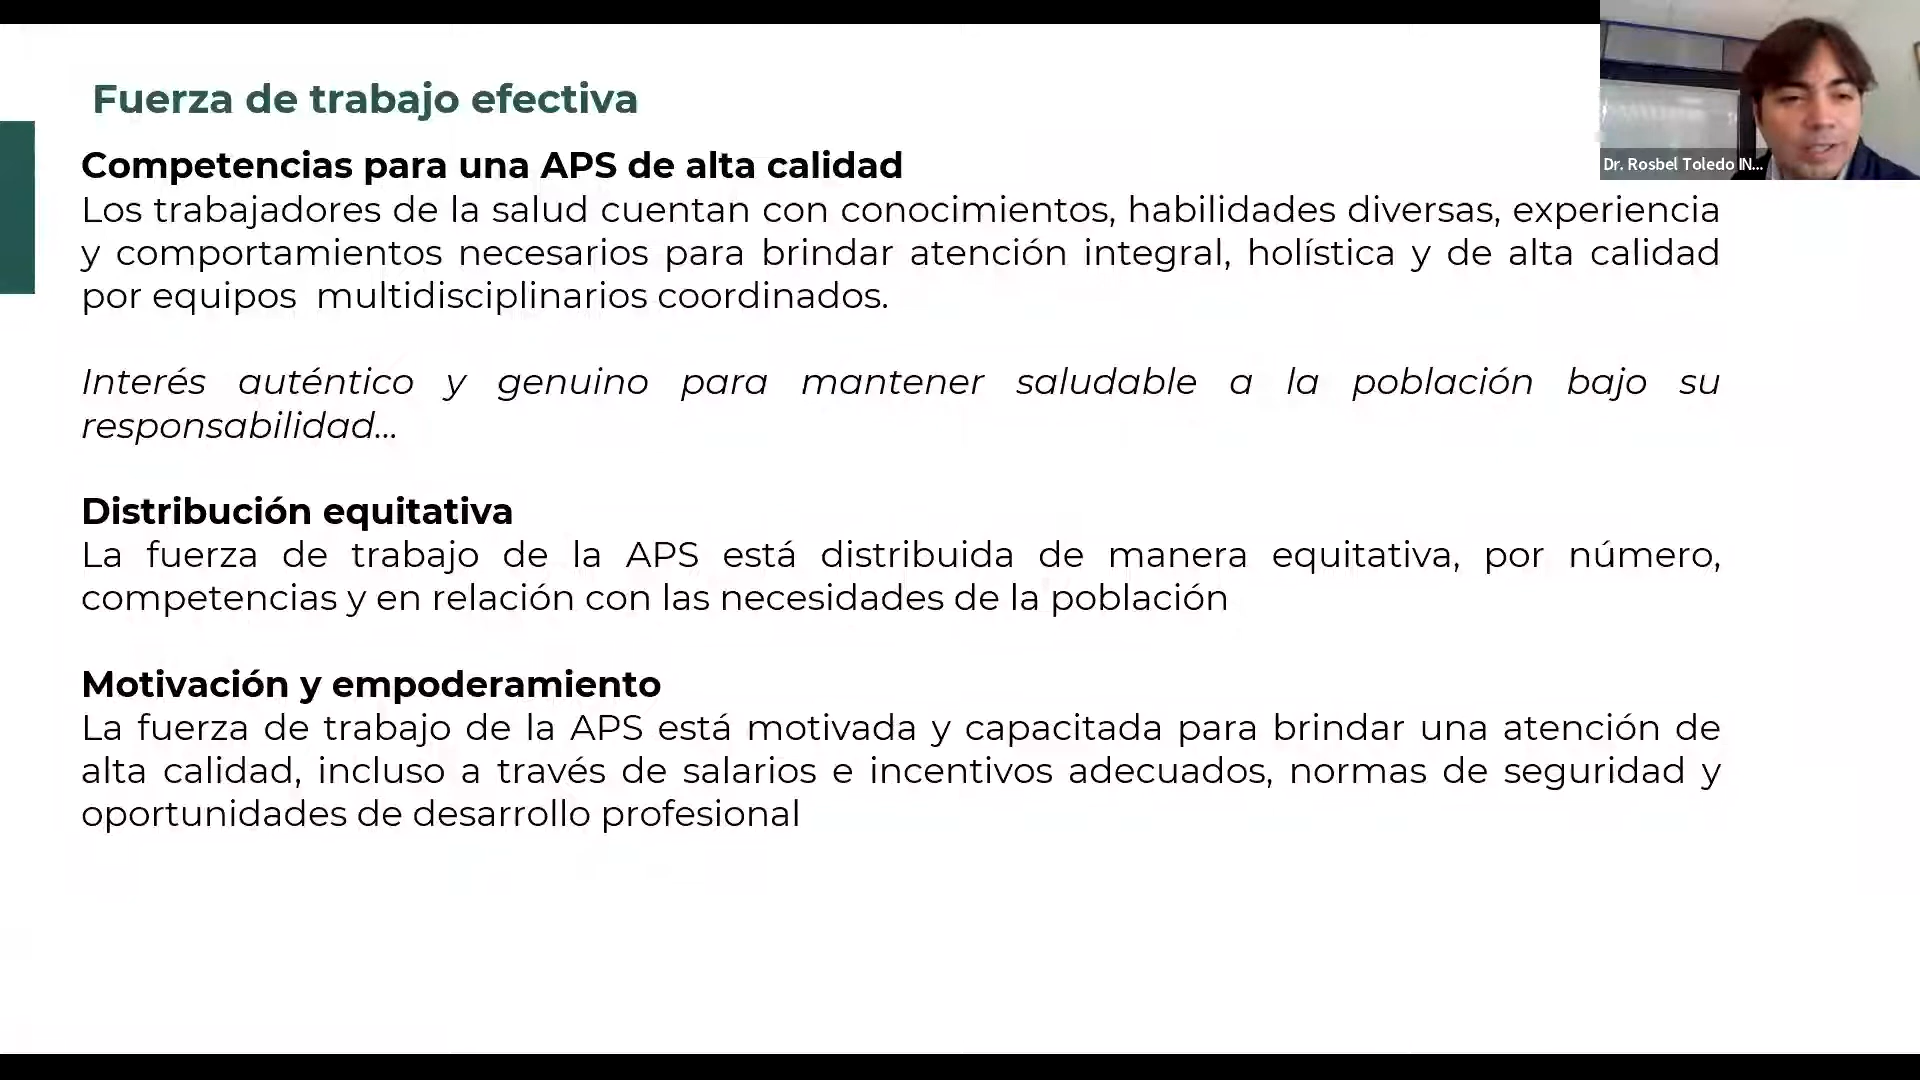 Fuerza de trabajo efectiva
Competencias para una APS de alta calidad
Los trabajadores de la salud cuentan con conocimientos, habilidades diversas, experiencia
y comportamientos necesarios para brindar atención integral, holística y de alta calidad
por equipos  multidisciplinarios coordinados.
Interés auténtico y genuino para mantener saludable a la población bajo su
responsabilidad...
Distribución equitativa
La fuerza de trabajo de la APS está distribuida de manera equitativa, por número,
competencias y en relación con las necesidades de la población
Motivación y empoderamiento
La fuerza de trabajo de la APS está motivada y capacitada para brindar una atención de
alta calidad, incluso a través de salarios e incentivos adecuados, normas de seguridad y
oportunidades de desarrollo profesional
Dr. Rosbel Toledo IN...